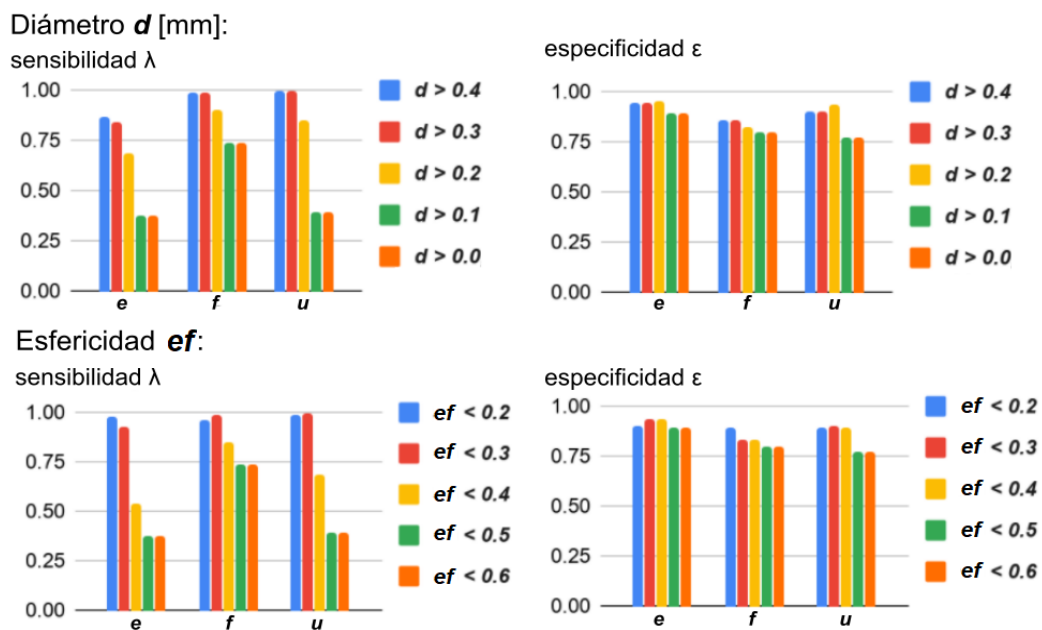 Diámetro d [mm]:
sensibilidad λ
1.00
0.75
0.50
0.25
0.00
e f u
d > 0.4
d > 0.3
d > 0.2
d > 0.1
d > 0.0
especificidad ε
1.00
0.75
0.50
0.25
0.00
e f u
d > 0.4
d > 0.3
d > 0.2
d > 0.1
d > 0.0
Esfericidad ef:
sensibilidad λ
1.00
0.75
0.50
0.25
0.00
e f u
ef < 0.2
ef < 0.3
ef < 0.4
ef < 0.5
ef < 0.6
especificidad ε
1.00
0.75
0.50
0.25
0.00
e f u
ef < 0.2
ef < 0.3
ef < 0.4
ef < 0.5
ef < 0.6